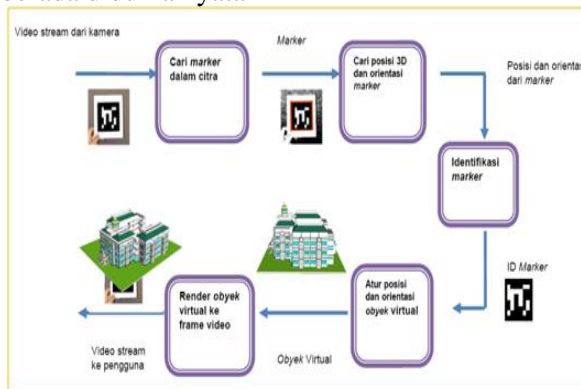 Video stream dari kamera
Cari marker
dalam citra
Marker
Cari posisi 3D
dan orientasi
marker
Posisi dan orientasi
dari marker
Identifikasi
marker
ID Marker
Atur posisi
dan orientasi
obyek virtual
Obyek Virtual
Render obyek
virtual ke
frame video
Video stream
ke pengguna